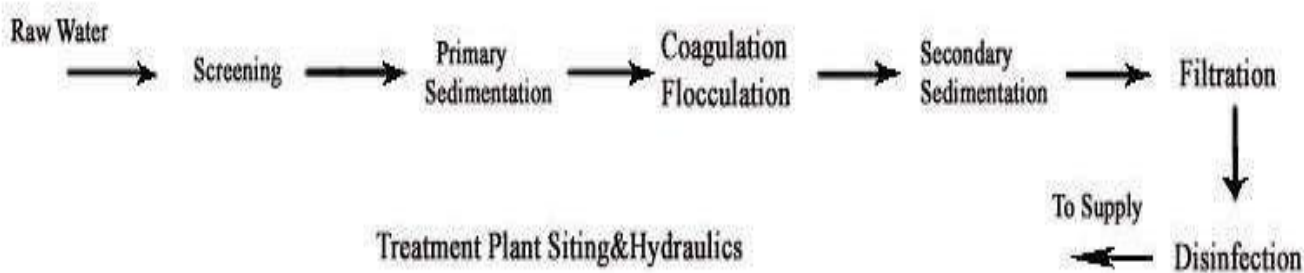 Raw Water
Screening
Primary
Sedimentation
Coagulation
Flocculation
Secondary
Sedimentation
Filtration
To Supply
Disinfection
Treatment Plant Siting&Hydraulics